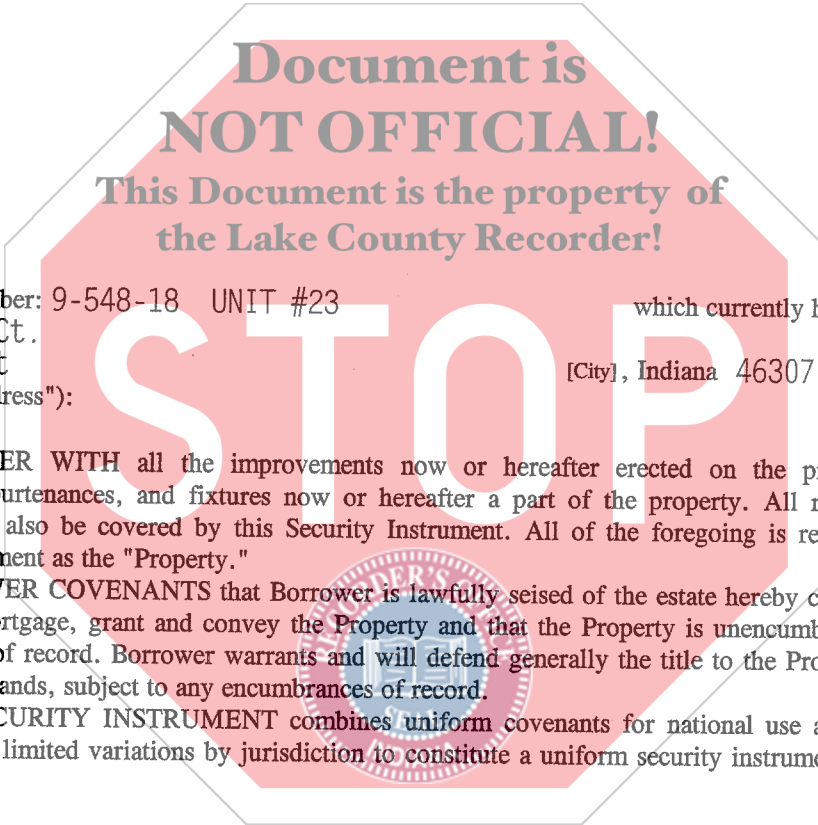 Document is
NOT OFFICIAL!
This Document is the property of
the Lake County Recorder!
ber: 9-548-18 UNIT #23 which currently h
Ct.
t [City], Indiana 46307
ress"):
STOP
ER WITH all the improvements now or hereafter erected on the p
urtenances, and fixtures now or hereafter a part of the property. All r
also be covered by this Security Instrument. All of the foregoing is re
ment as the "Property."
ER COVENANTS that Borrower is lawfully seised of the estate hereby c
rtgage, grant and convey the Property and that the Property is unencumb
of record. Borrower warrants and will defend generally the title to the Pro
ands, subject to any encumbrances of record.
CURITY INSTRUMENT combines uniform covenants for national use a
limited variations by jurisdiction to constitute a uniform security instrume
SEAL